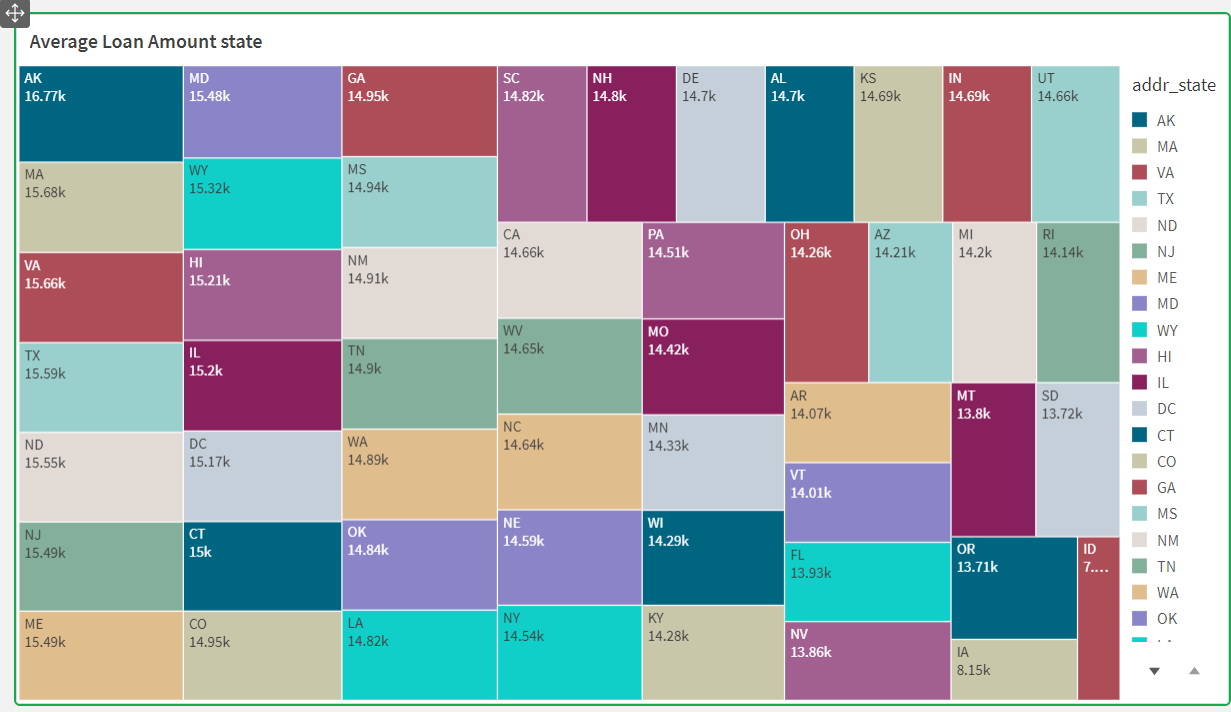 Average Loan Amount state
AK
16.77k
MA
15.68k
VA
15.66k
TX
15.59k
ND
15.55k
NJ
15.49k
ME
15.49k
MD
15.48k
WY
15.32k
HI
15.21k
IL
15.2k
DC
15.17k
CT
15k
CO
14.95k
GA
14.95k
MS
14.94k
NM
14.91k
TN
14.9k
WA
14.89k
OK
14.84k
LA
14.82k
SC
14.82k
NH
14.8k
DE
14.7k
AL
14.7k
KS
14.69k
IN
14.69k
UT
14.66k
CA
14.66k
WV
14.65k
NC
14.64k
NE
14.59k
NY
14.54k
PA
14.51k
MO
14.42k
MN
14.33k
WI
14.29k
KY
14.28k
OH
14.26k
AZ
14.21k
MI
14.2k
RI
14.14k
AR
14.07k
VT
14.01k
FL
13.93k
NV
13.86k
MT
13.8k
SD
13.72k
OR
13.71k
IA
8.15k
ID
7....
addr_state
AK
MA
VA
TX
ND
NJ
ME
MD
WY
HI
IL
DC
CT
CO
GA
MS
NM
TN
WA
OK